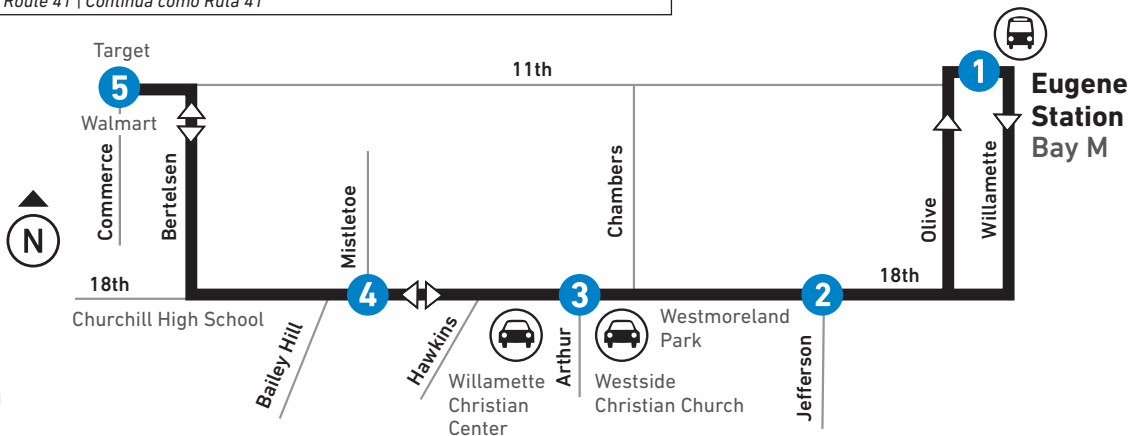 Route 41 | Continúa como Ruta 41
Target
5
Walmart
Commerce
Bertelsen
11th
1
Eugene
Station
Bay M
Willamette
Olive
Chambers
Mistletoe
N
18th
Churchill High School
4
3
2
18th
Bailey Hill
Hawkins
Willamette
Christian
Center
Arthur
Westside
Christian Church
Westmoreland
Park
Jefferson